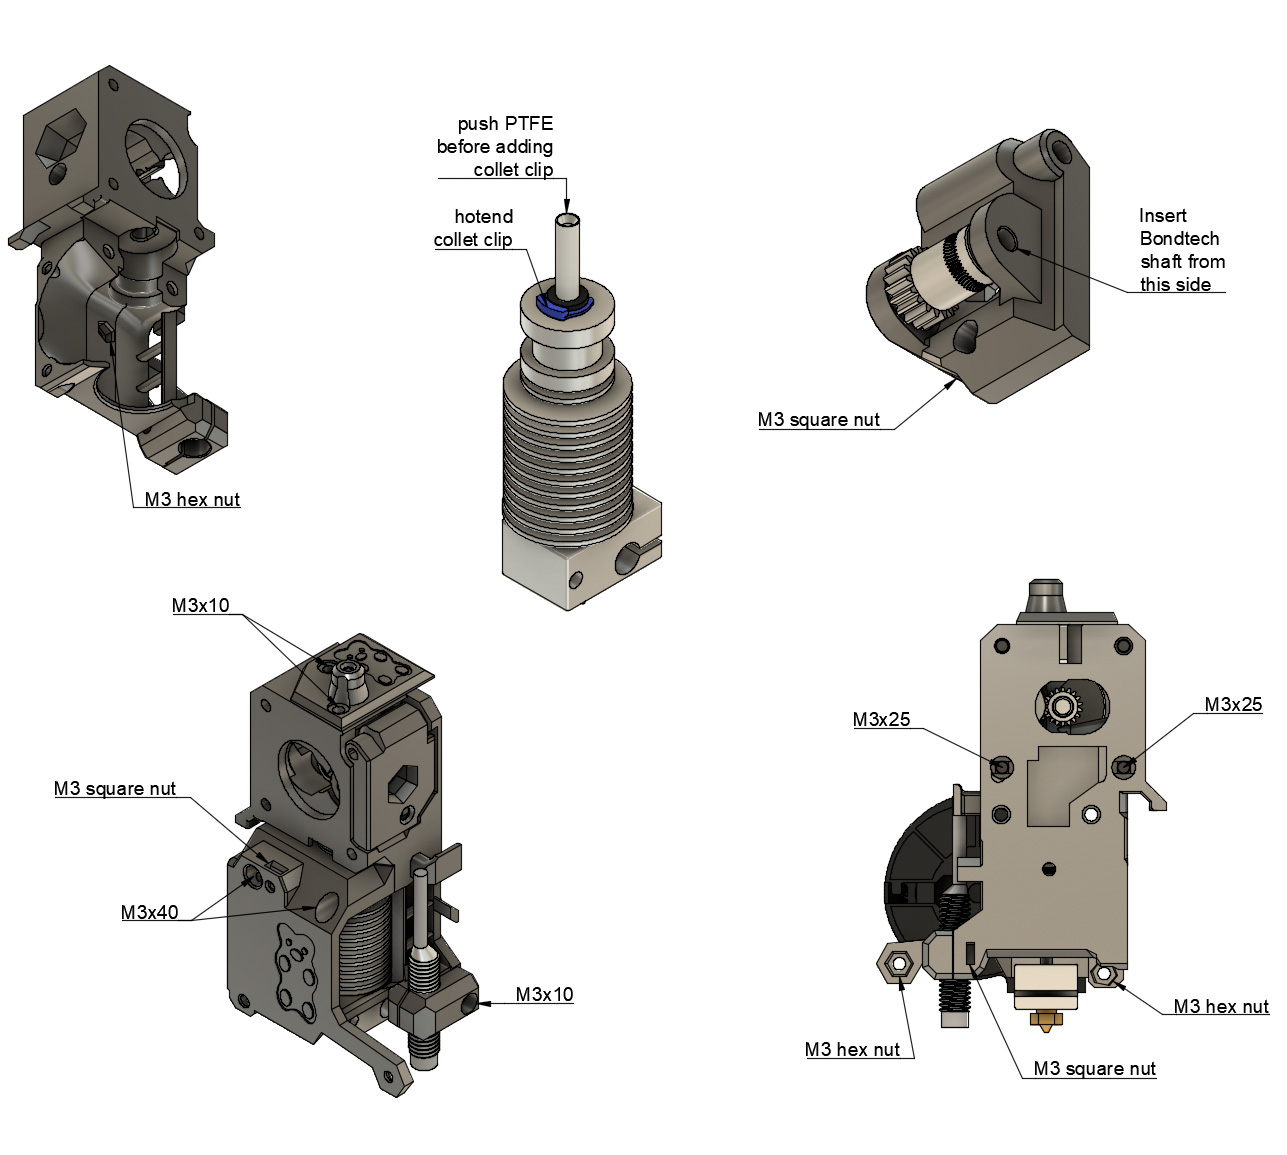 push PTFE
before adding
collet clip
hotend
collet clip
Insert
Bondtech
shaft from
this side
M3 square nut
M3 hex nut
M3x10
M3x25
M3x25
M3 square nut
M3x40
M3x10
M3 hex nut
M3 hex nut
M3 square nut